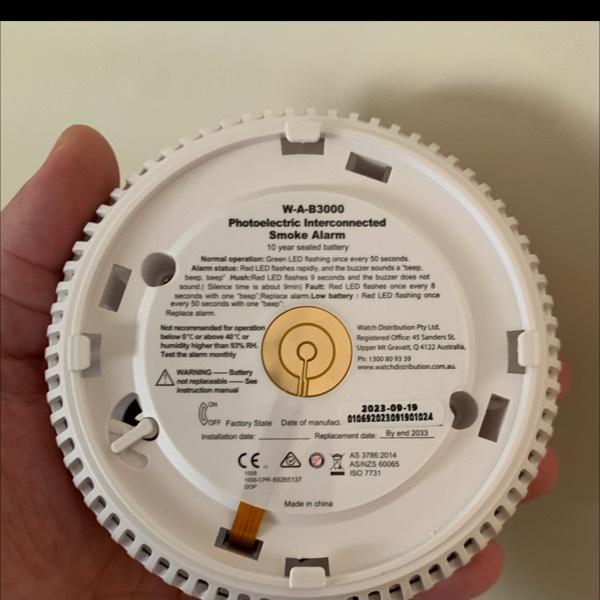 W-A-B3000
Photoelectric Interconnected
Smoke Alarm
10 year sealed battery
Normal operation: Green LED flashing once every 50 seconds.
Alarm status: Red LED flashes rapidly, and the buzzer sounds a "beep,
beep, beep" .Hush:Red LED flashes 9 seconds and the buzzer does not
sound.( Silence time is about 9min) Fault: Red LED flashes once every 8
seconds with one "beep";Replace alarm.Low battery : Red LED flashing once
every 50 seconds with one "beep";
Replace alarm.
Not recommended for operation
below 0°C or above 40°C or
humidity higher than 93% RH.
Test the alarm monthly
Watch Distribution Pty Ltd,
Registered Office: 45 Sanders St,
Upper Mt Gravatt, Q 4122 Australia,
Ph: 1300 80 93 39
www.watchdistribution.com.au.
WARNING — Battery
not replaceable — See
instruction manual
ON
OFF Factory State
Date of manufact
2023-09-19
010692023091901024
Installation date:
Replacement date: By end 2033
CE
1008
1008-CPR-69265137
DOP
AS 3786:2014
AS/NZS 60065
ISO 7731
Made in china